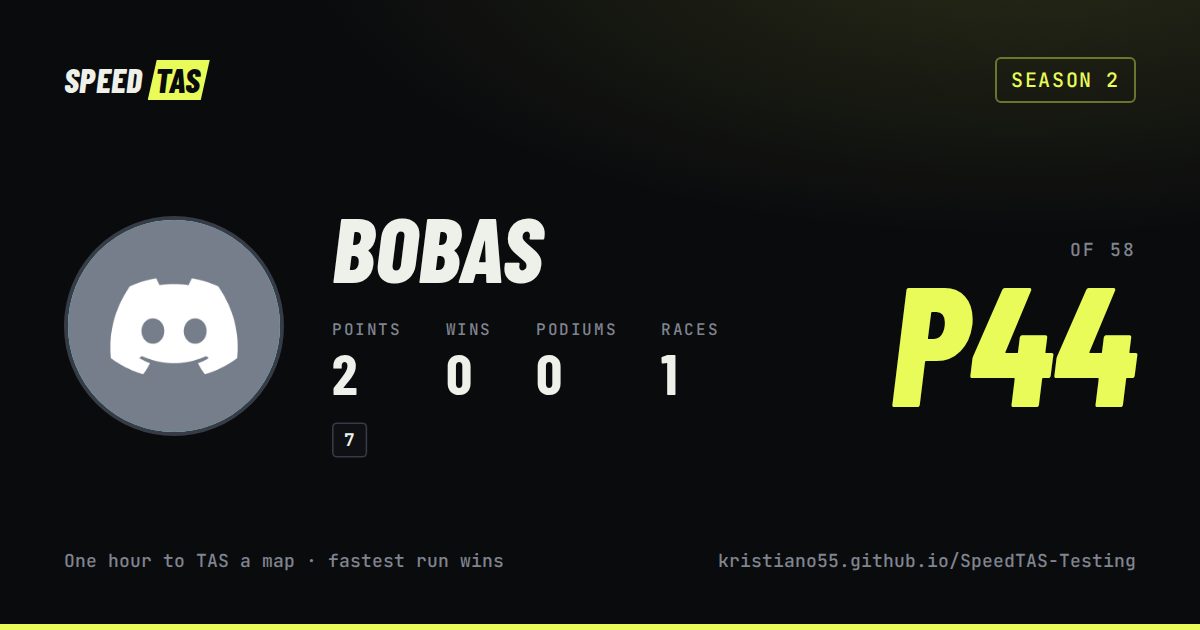 SPEED TAS
SEASON 2
BOBAS
OF 58
P44
POINTS WINS PODIUMS RACES
2 0 0 1
7
One hour to TAS a map · fastest run wins
kristiano55.github.io/SpeedTAS-Testing